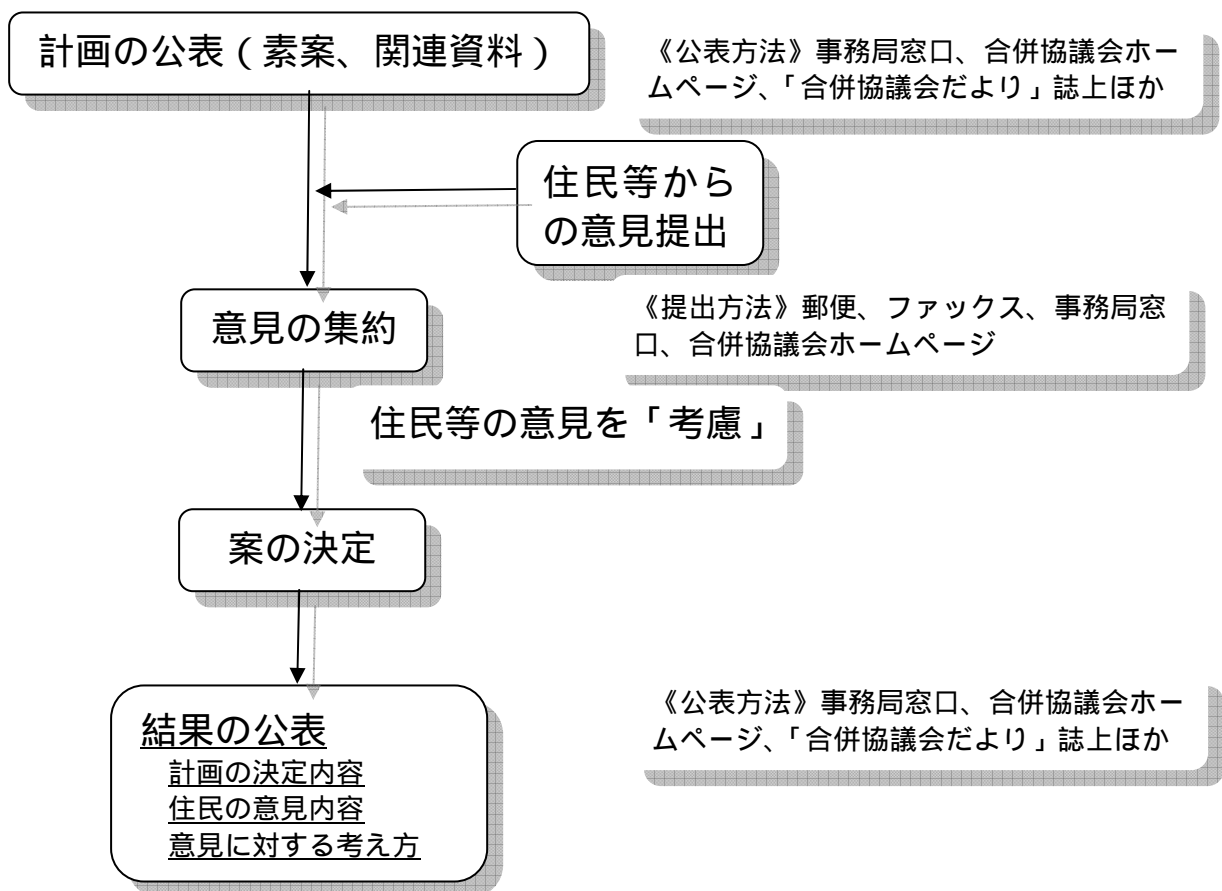 計画の公表（素案、関連資料）
《公表方法》事務局窓口、合併協議会ホー
ムページ、「合併協議会だより」誌上ほか
住民等から
の意見提出
意見の集約
《提出方法》郵便、ファックス、事務局窓
口、合併協議会ホームページ
住民等の意見を「考慮」
案の決定
結果の公表
計画の決定内容
住民の意見内容
意見に対する考え方
《公表方法》事務局窓口、合併協議会ホー
ムページ、「合併協議会だより」誌上ほか